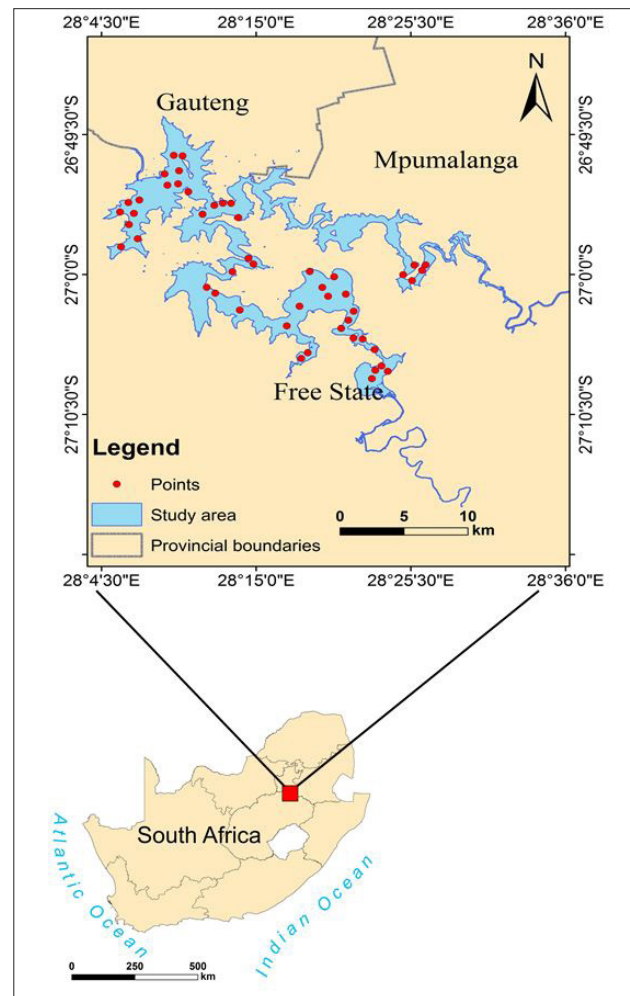 28°4'30"E 28°15'0"E 28°25'30"E 28°36'0"E
N
Gauteng
Mpumalanga
26°49'30"S 26°49'30"S
27°0'0"S 27°0'0"S
27°10'30"S 27°10'30"S
Free State
Legend
Points
Study area
Provincial boundaries
0 5 10
km
28°4'30"E 28°15'0"E 28°25'30"E 28°36'0"E
South Africa
Atlantic Ocean
Indian Ocean
0 250 500
km